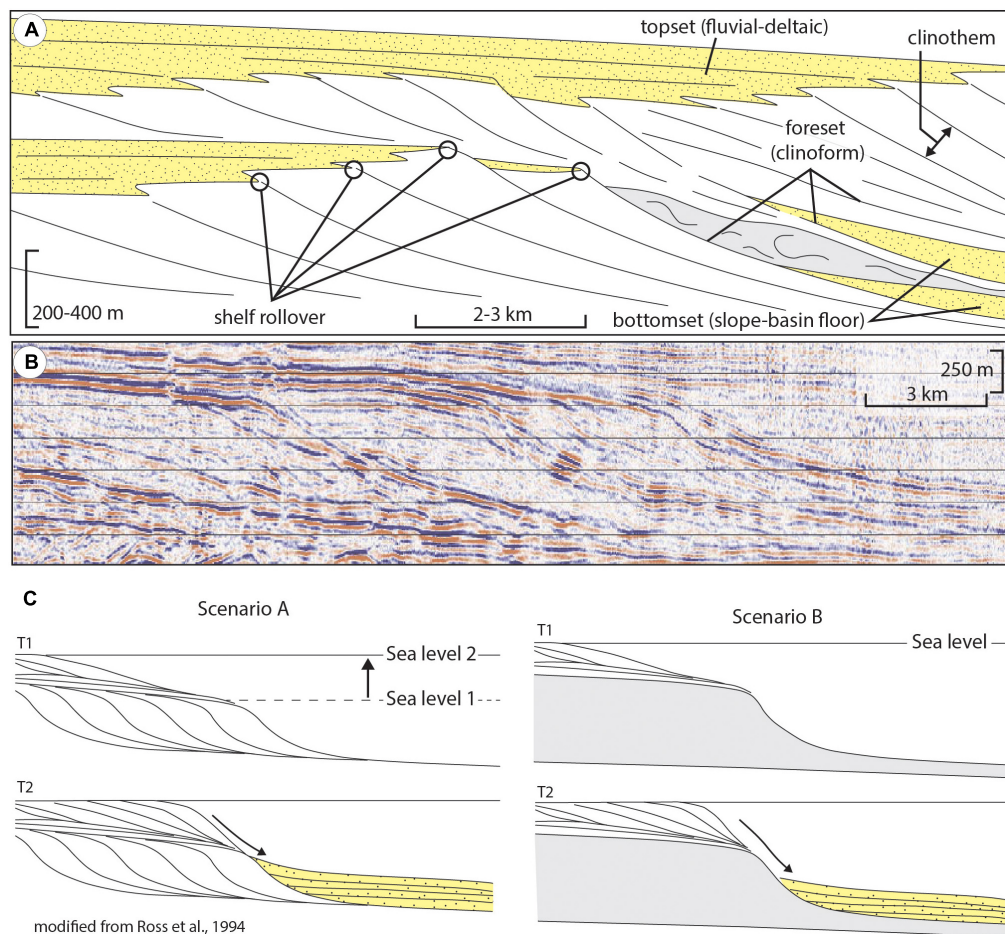 A
topset (fluvial-deltaic)
clinothem
foreset
(clinoform)
200-400 m
shelf rollover
2-3 km
bottomset (slope-basin floor)
B
250 m
3 km
C
Scenario A
Scenario B
T1
Sea level 2
Sea level 1
T1
Sea level
T2
T2
modified from Ross et al., 1994